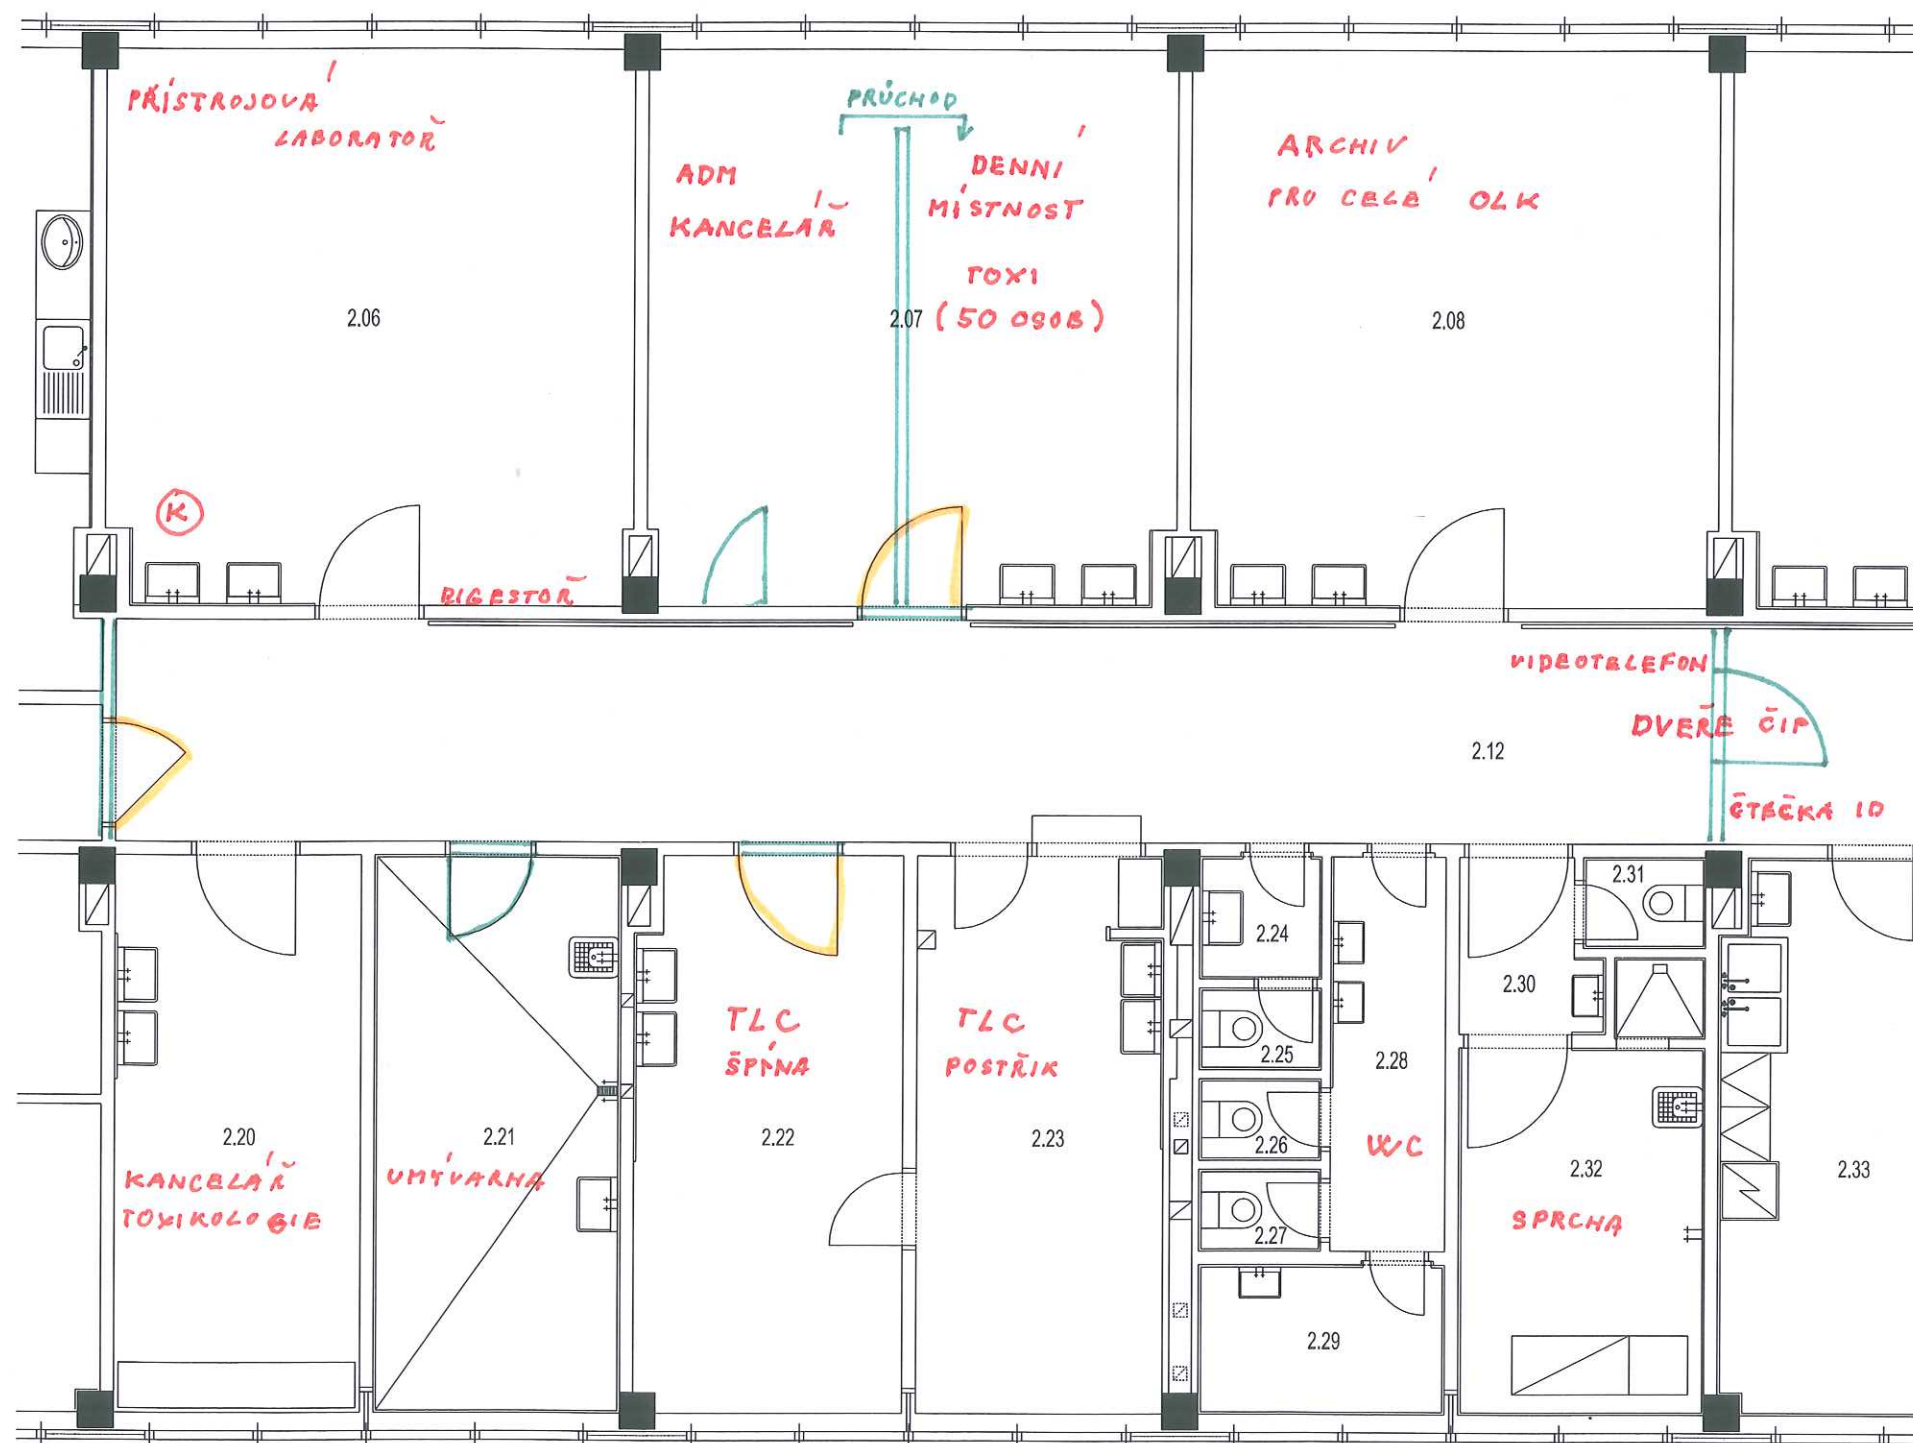 PŘÍSTROJOVÁ
LABORATOŘ
PRŮCHOD
ADM
KANCELÁŘ
DENNÍ
MÍSTNOST
TOXI
(50 OSOB)
ARCHIV
PRO CELÉ OLK
2.06
2.07
2.08
K
DIGESTOŘ
VIDEOTELEFON
DVEŘE ČIP
2.12
ČTEČKA ID
2.31
2.24
2.30
TLC
ŠPÍNA
TLC
POSTŘIK
2.25
2.28
2.20
2.21
2.22
2.23
2.26
WC
2.32
2.33
KANCELÁŘ
TOXIKOLOGIE
UMÝVARNA
2.27
SPRCHA
2.29